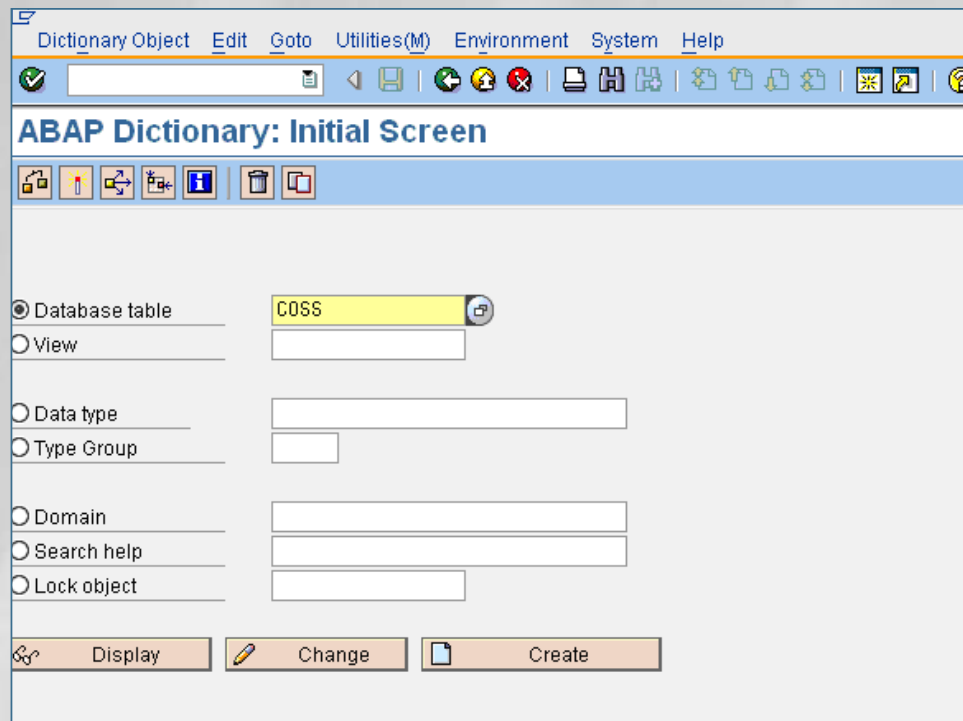 Dictionary Object Edit Goto Utilities(M) Environment System Help
ABAP Dictionary: Initial Screen
Database table COSS
View
Data type
Type Group
Domain
Search help
Lock object
Display Change Create